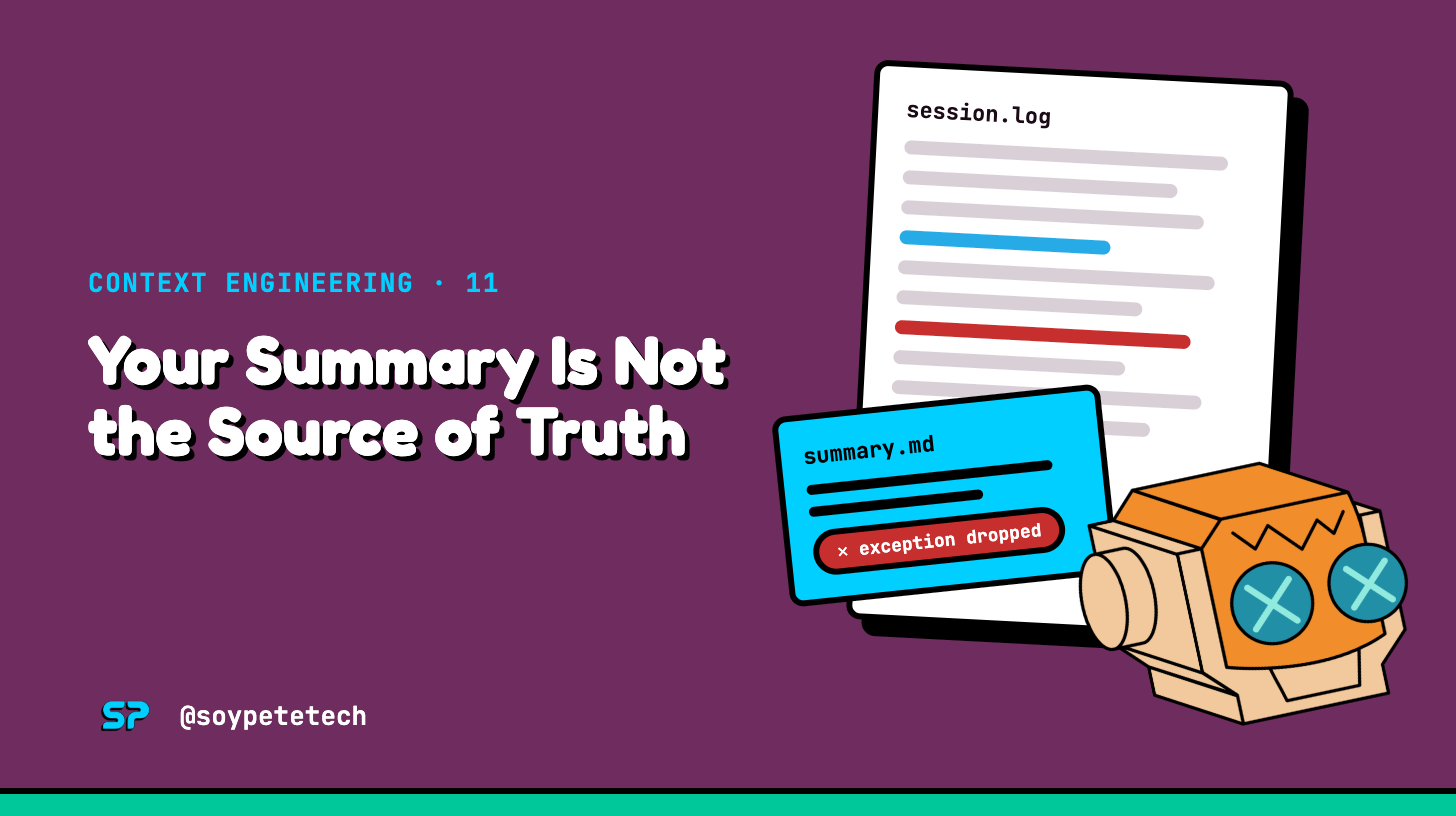 CONTEXT ENGINEERING · 11
Your Summary Is Not
the Source of Truth
session.log
summary.md
× exception dropped
SP
@soypetetech